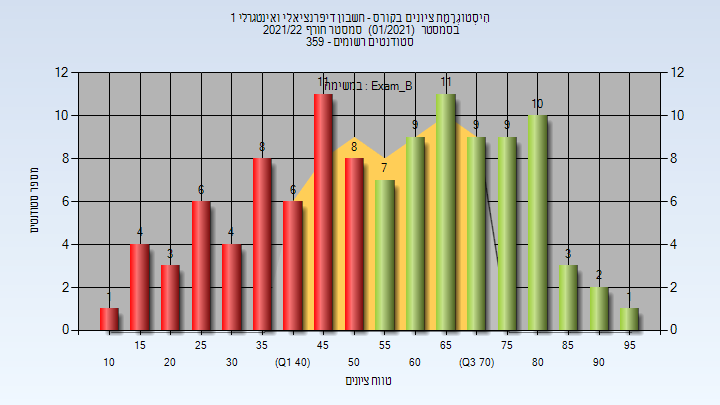 היסטוגרמת ציונים בקורס - חשבון דיפרנציאלי ואינטגרלי 1
בסמסטר (01/2021) סמסטר חורף 2021/22
סטודנטים רשומים - 359
במשימת : Exam_B
מספר סטודנטים
12 12
10 10
8 8
6 6
4 4
2 2
0 0
1 4 3 6 4 8 6 11 8 7 9 11 9 9 10 3 2 1
15 25 35 45 55 65 75 85 95
10 20 30 (Q1 40) 50 60 (Q3 70) 80 90
טווח ציונים